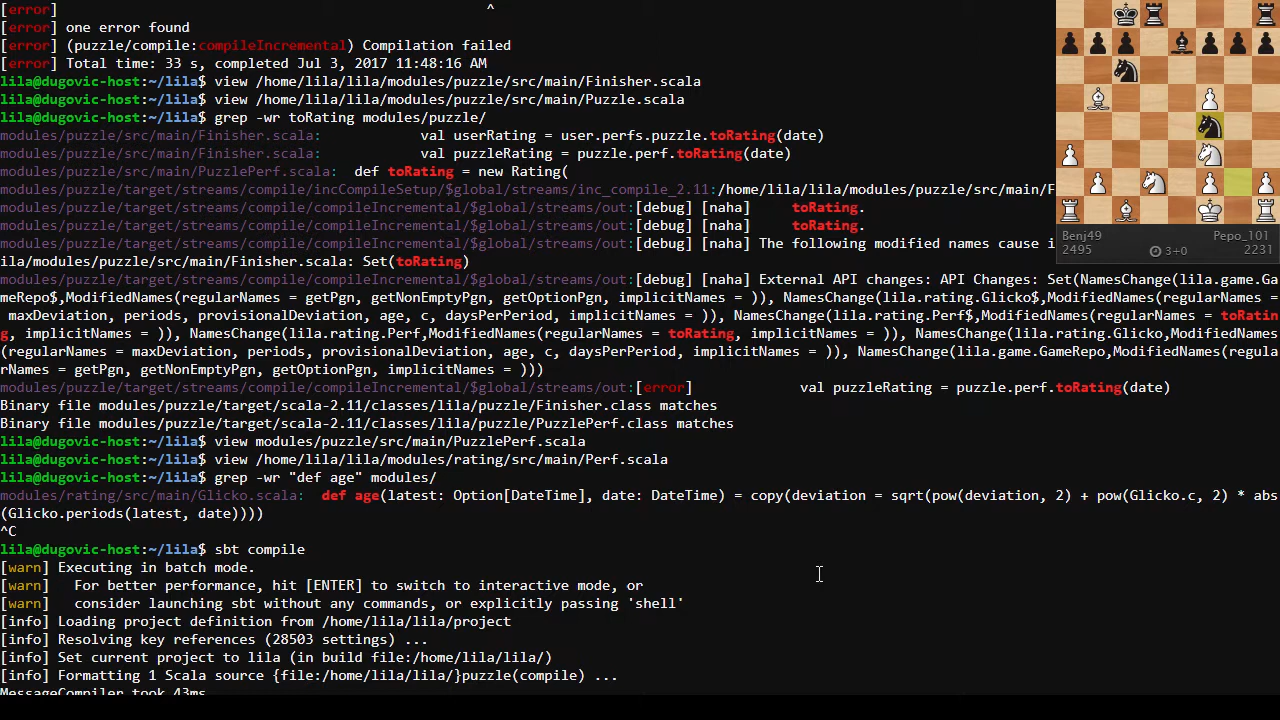 [error]                                                          ^
[error] one error found
[error] (puzzle/compile:compileIncremental) Compilation failed
[error] Total time: 33 s, completed Jul 3, 2017 11:48:16 AM
lila@dugovic-host:~/lila$ view /home/lila/lila/modules/puzzle/src/main/Finisher.scala
lila@dugovic-host:~/lila$ view /home/lila/lila/modules/puzzle/src/main/Puzzle.scala
lila@dugovic-host:~/lila$ grep -wr toRating modules/puzzle/
modules/puzzle/src/main/Finisher.scala:            val userRating = user.perfs.puzzle.toRating(date)
modules/puzzle/src/main/Finisher.scala:            val puzzleRating = puzzle.perf.toRating(date)
modules/puzzle/src/main/PuzzlePerf.scala:  def toRating = new Rating(
modules/puzzle/target/streams/compile/incCompileSetup/$global/streams/inc_compile_2.11:/home/lila/lila/modules/puzzle/src/main/F
modules/puzzle/target/streams/compile/compileIncremental/$global/streams/out:[debug] [naha]     toRating.
modules/puzzle/target/streams/compile/compileIncremental/$global/streams/out:[debug] [naha]     toRating.
modules/puzzle/target/streams/compile/compileIncremental/$global/streams/out:[debug] [naha] The following modified names cause i
ila/modules/puzzle/src/main/Finisher.scala: Set(toRating)
modules/puzzle/target/streams/compile/compileIncremental/$global/streams/out:[debug] [naha] External API changes: API Changes: Set(NamesChange(lila.game.Ga
meRepo$,ModifiedNames(regularNames = getPgn, getNonEmptyPgn, getOptionPgn, implicitNames = )), NamesChange(lila.rating.Glicko$,ModifiedNames(regularNames =
 maxDeviation, periods, provisionalDeviation, age, c, daysPerPeriod, implicitNames = )), NamesChange(lila.rating.Perf$,ModifiedNames(regularNames = toRatin
g, implicitNames = )), NamesChange(lila.rating.Perf,ModifiedNames(regularNames = toRating, implicitNames = )), NamesChange(lila.rating.Glicko,ModifiedNames
(regularNames = maxDeviation, periods, provisionalDeviation, age, c, daysPerPeriod, implicitNames = )), NamesChange(lila.game.GameRepo,ModifiedNames(regula
rNames = getPgn, getNonEmptyPgn, getOptionPgn, implicitNames = )))
modules/puzzle/target/streams/compile/compileIncremental/$global/streams/out:[error]             val puzzleRating = puzzle.perf.toRating(date)
Binary file modules/puzzle/target/scala-2.11/classes/lila/puzzle/Finisher.class matches
Binary file modules/puzzle/target/scala-2.11/classes/lila/puzzle/PuzzlePerf.class matches
lila@dugovic-host:~/lila$ view modules/puzzle/src/main/PuzzlePerf.scala
lila@dugovic-host:~/lila$ view /home/lila/lila/modules/rating/src/main/Perf.scala
lila@dugovic-host:~/lila$ grep -wr "def age" modules/
modules/rating/src/main/Glicko.scala:  def age(latest: Option[DateTime], date: DateTime) = copy(deviation = sqrt(pow(deviation, 2) + pow(Glicko.c, 2) * abs
(Glicko.periods(latest, date))))
^C
lila@dugovic-host:~/lila$ sbt compile
[warn] Executing in batch mode.
[warn]   For better performance, hit [ENTER] to switch to interactive mode, or
[warn]   consider launching sbt without any commands, or explicitly passing 'shell'
[info] Loading project definition from /home/lila/lila/project
[info] Resolving key references (28503 settings) ...
[info] Set current project to lila (in build file:/home/lila/lila/)
[info] Formatting 1 Scala source {file:/home/lila/lila/}puzzle(compile) ...
MessageCompiler took 43ms
Benj49 Pepo_101
2495 3+0 2231